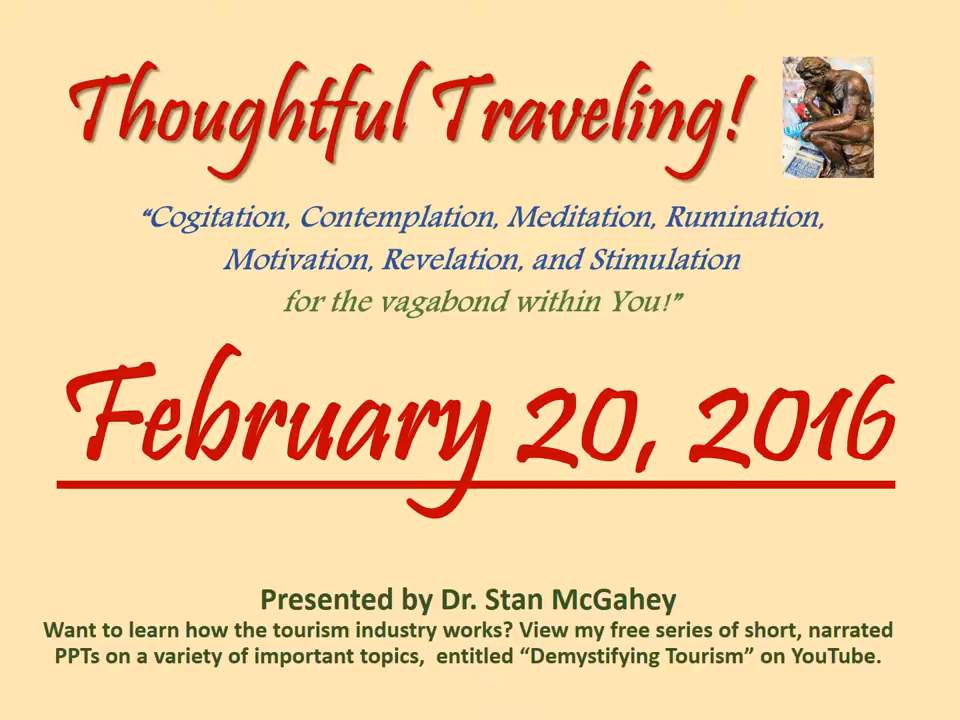 Thoughtful Traveling!
“Cogitation, Contemplation, Meditation, Rumination,
Motivation, Revelation, and Stimulation
for the vagabond within You!”
February 20, 2016
Presented by Dr. Stan McGahey
Want to learn how the tourism industry works? View my free series of short, narrated
PPTs on a variety of important topics,  entitled “Demystifying Tourism” on YouTube.